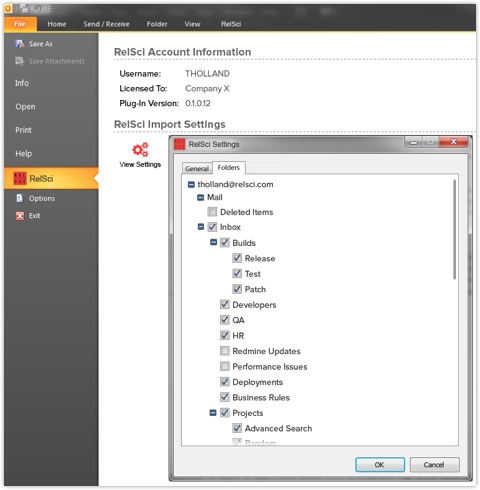 File Home Send / Receive Folder View RelSci
Save As
Save Attachments
Info
Open
Print
Help
RelSci
Options
Exit
RelSci Account Information
Username: THOLLAND
Licensed To: Company X
Plug-In Version: 0.1.0.12
RelSci Import Settings
View Settings
RelSci Settings
General Folders
tholland@relsci.com
Mail
Deleted Items
Inbox
Builds
Release
Test
Patch
Developers
QA
HR
Redmine Updates
Performance Issues
Deployments
Business Rules
Projects
Advanced Search
Random
OK Cancel